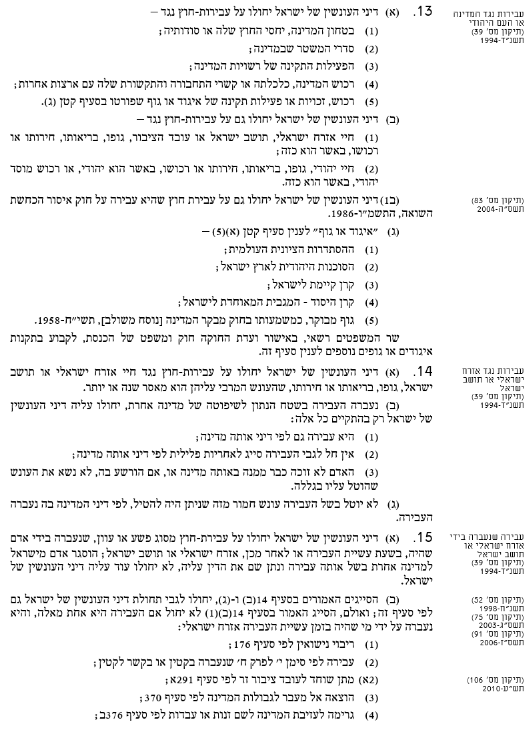 עבירות נגד המדינה
או העם היהודי
(תיקון מס' 39)
תשנ"ד-1994
13. (א) דיני העונשין של ישראל יחולו על עבירות-חוץ נגד –
(1) בטחון המדינה, יחסי החוץ שלה או סודותיה;
(2) סדרי המשטר שבמדינה;
(3) הפעילות התקינה של רשויות המדינה;
(4) רכוש המדינה, כלכלתה או קשרי התחבורה והתקשורת שלה עם ארצות אחרות;
(5) רכוש, זכויות או פעילות תקינה של איגוד או גוף שפורטו בסעיף קטן (ג).
(ב) דיני העונשין של ישראל יחולו גם על עבירות-חוץ נגד –
(1) חיי אזרח ישראלי, תושב ישראל או עובד הציבור, גופו, בריאותו, חירותו או
רכושו, באשר הוא כזה;
(2) חיי יהודי, גופו, בריאותו, חירותו או רכושו, באשר הוא יהודי, או רכוש מוסד
יהודי, באשר הוא כזה.
(תיקון מס' 83)
תשס"ה-2004
(ב1) דיני העונשין של ישראל יחולו גם על עבירת חוץ שהיא עבירה על חוק איסור הכחשת
השואה, התשמ"ו-1986.
(ג) "איגוד או גוף" לענין סעיף קטן (א)(5) –
(1) ההסתדרות הציונית העולמית;
(2) הסוכנות היהודית לארץ ישראל;
(3) קרן קיימת לישראל;
(4) קרן היסוד - המגבית המאוחדת לישראל;
(5) גוף מבוקר, כמשמעותו בחוק מבקר המדינה [נוסח משולב], תשי"ח-1958.
שר המשפטים רשאי, באישור ועדת החוקה חוק ומשפט של הכנסת, לקבוע בתקנות
איגודים או גופים נוספים לענין סעיף זה.
עבירות נגד אזרח
ישראלי או תושב
ישראל
(תיקון מס' 39)
תשנ"ד-1994
14. (א) דיני העונשין של ישראל יחולו על עבירות-חוץ נגד חיי אזרח ישראלי או תושב
ישראל, גופו, בריאותו או חירותו, שהעונש המרבי עליהן הוא מאסר שנה או יותר.
(ב) נעברה העבירה בשטח הנתון לשיפוטה של מדינה אחרת, יחולו עליה דיני העונשין
של ישראל רק בהתקיים כל אלה:
(1) היא עבירה גם לפי דיני אותה מדינה;
(2) אין חל לגבי העבירה סייג לאחריות פלילית לפי דיני אותה מדינה;
(3) האדם לא זוכה כבר ממנה באותה מדינה או, אם הורשע בה, לא נשא את העונש
שהוטל עליו בגללה.
(ג) לא יוטל בשל העבירה עונש חמור מזה שניתן היה להטיל, לפי דיני המדינה בה נעברה
העבירה.
עבירה שנעברה בידי
אזרח ישראלי או
תושב ישראל
(תיקון מס' 39)
תשנ"ד-1994
15. (א) דיני העונשין של ישראל יחולו על עבירת-חוץ מסוג פשע או עוון, שנעברה בידי אדם
שהיה, בשעת עשיית העבירה או לאחר מכן, אזרח ישראלי או תושב ישראל; הוסגר אדם מישראל
למדינה אחרת בשל אותה עבירה ונתן שם את הדין עליה, לא יחולו עוד עליה דיני העונשין של
ישראל.
(תיקון מס' 52)
תשנ"ח-1998
(תיקון מס' 75)
תשס"ג-2003
(תיקון מס' 91)
תשס"ז-2006
(ב) הסייגים האמורים בסעיף 14(ב) ו-(ג), יחולו לגבי תחולת דיני העונשין של ישראל גם
לפי סעיף זה; ואולם, הסייג האמור בסעיף 14(ב)(1) לא יחול אם העבירה היא אחת מאלה, והיא
נעברה על ידי מי שהיה בזמן עשיית העבירה אזרח ישראלי:
(1) ריבוי נישואין לפי סעיף 176;
(2) עבירה לפי סימן י' לפרק ח' שנעברה בקטין או בקשר לקטין;
(תיקון מס' 106)
תש"ע-2010
(2א) מתן שוחד לעובד ציבור זר לפי סעיף 291א;
(3) הוצאה אל מעבר לגבולות המדינה לפי סעיף 370;
(4) גרימה לעזיבת המדינה לשם זנות או עבדות לפי סעיף 376ב;